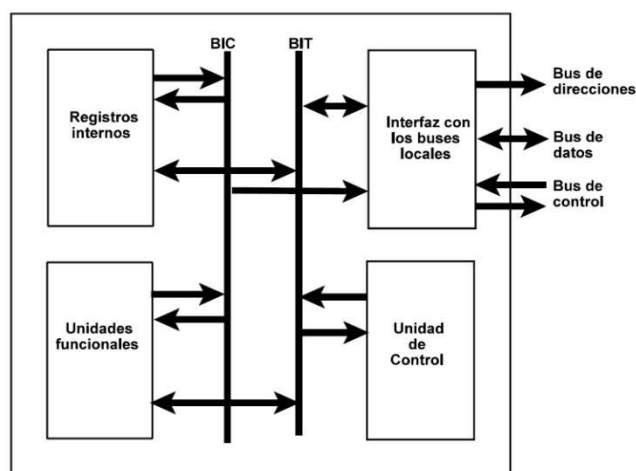 BIC
BIT
Registros
internos
Interfaz con
los buses
locales
Bus de
direcciones
Bus de
datos
Bus de
control
Unidades
funcionales
Unidad
de
Control